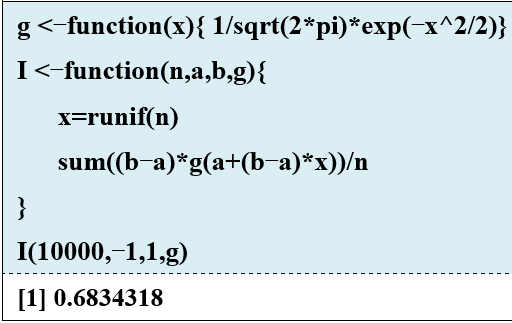 g <−function(x){ 1/sqrt(2*pi)*exp(−x^2/2)}
I <−function(n,a,b,g){
x=runif(n)
sum((b−a)*g(a+(b−a)*x))/n
}
I(10000,−1,1,g)
[1] 0.6834318